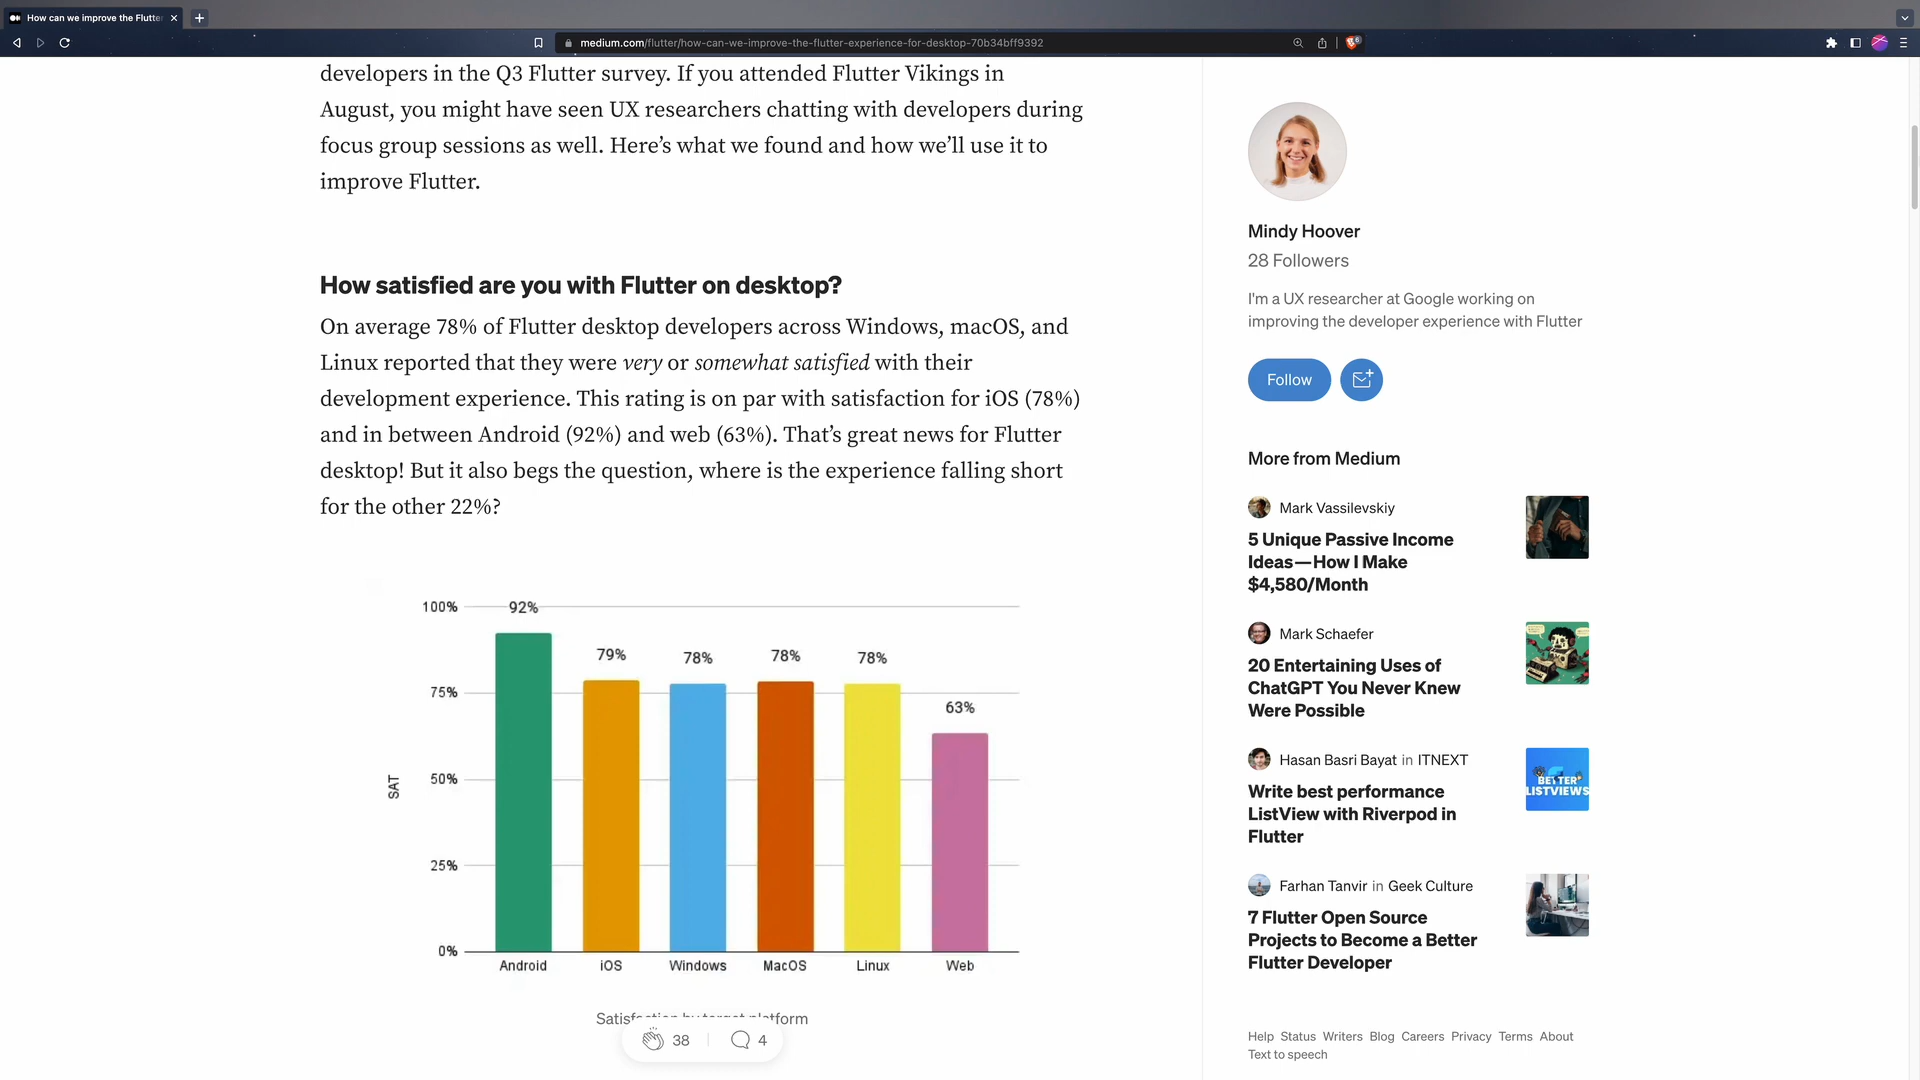 How can we improve the Flutte
medium.com/flutter/how-can-we-improve-the-flutter-experience-for-desktop-70b34bff9392
6
developers in the Q3 Flutter survey. If you attended Flutter Vikings in
August, you might have seen UX researchers chatting with developers during
focus group sessions as well. Here’s what we found and how we’ll use it to
improve Flutter.
How satisfied are you with Flutter on desktop?
On average 78% of Flutter desktop developers across Windows, macOS, and
Linux reported that they were very or somewhat satisfied with their
development experience. This rating is on par with satisfaction for iOS (78%)
and in between Android (92%) and web (63%). That’s great news for Flutter
desktop! But it also begs the question, where is the experience falling short
for the other 22%?
100%
75%
50%
25%
0%
SAT
92%
79%
78%
78%
78%
63%
Android
iOS
Windows
MacOS
Linux
Web
Satisfaction by target platform
38
4
Mindy Hoover
28 Followers
I'm a UX researcher at Google working on
improving the developer experience with Flutter
Follow
More from Medium
Mark Vassilevskiy
5 Unique Passive Income
Ideas — How I Make
$4,580/Month
Mark Schaefer
20 Entertaining Uses of
ChatGPT You Never Knew
Were Possible
Hasan Basri Bayat in ITNEXT
Write best performance
ListView with Riverpod in
Flutter
BETTER
LISTVIEWS
Farhan Tanvir in Geek Culture
7 Flutter Open Source
Projects to Become a Better
Flutter Developer
Help Status Writers Blog Careers Privacy Terms About
Text to speech